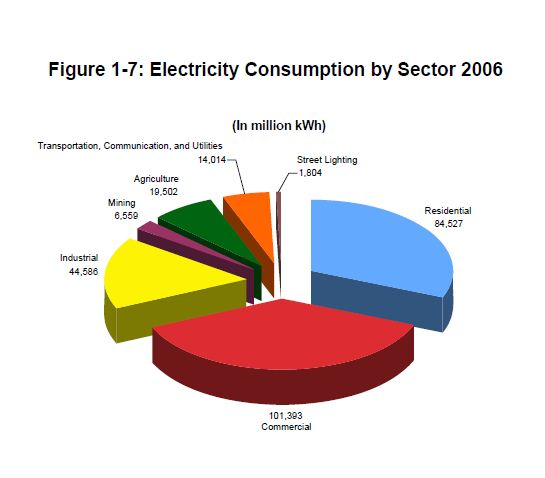 Figure 1-7: Electricity Consumption by Sector 2006
(In million kWh)
Transportation, Communication, and Utilities
14,014
Street Lighting
1,804
Agriculture
19,502
Mining
6,559
Residential
84,527
Industrial
44,586
101,393
Commercial